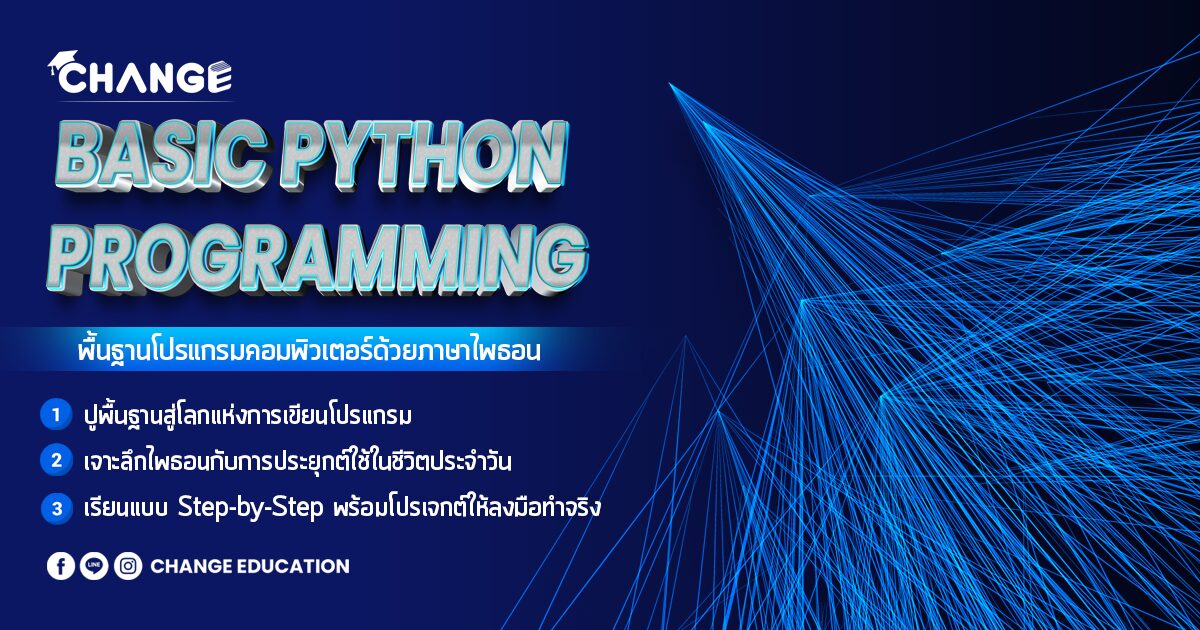 CHANGE
BASIC PYTHON
PROGRAMMING
พื้นฐานโปรแกรมคอมพิวเตอร์ด้วยภาษาไพธอน
1 ปูพื้นฐานสู่โลกแห่งการเขียนโปรแกรม
2 เจาะลึกไพธอนกับการประยุกต์ใช้ในชีวิตประจำวัน
3 เรียนแบบ Step-by-Step พร้อมโปรเจกต์ให้ลงมือทำจริง
LINE CHANGE EDUCATION